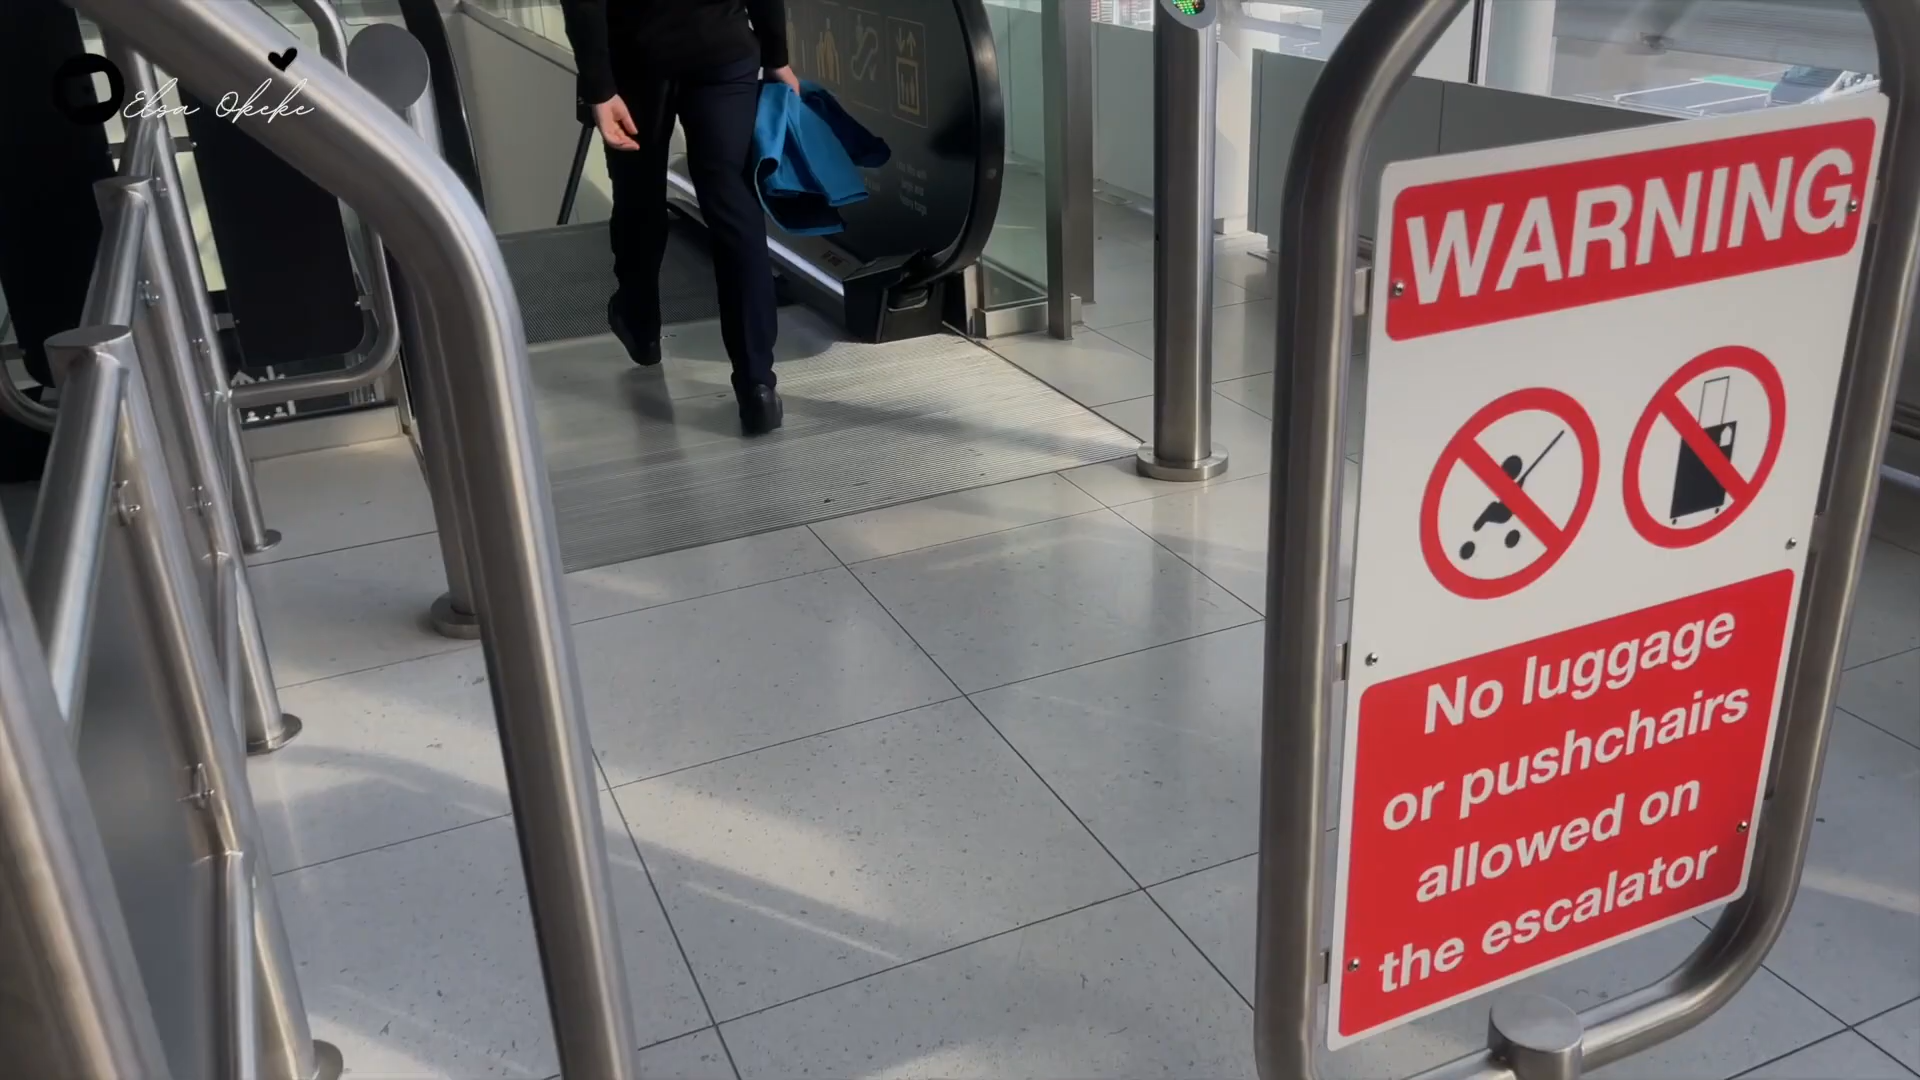 Elsa Okeke
WARNING
No luggage
or pushchairs
allowed on
the escalator